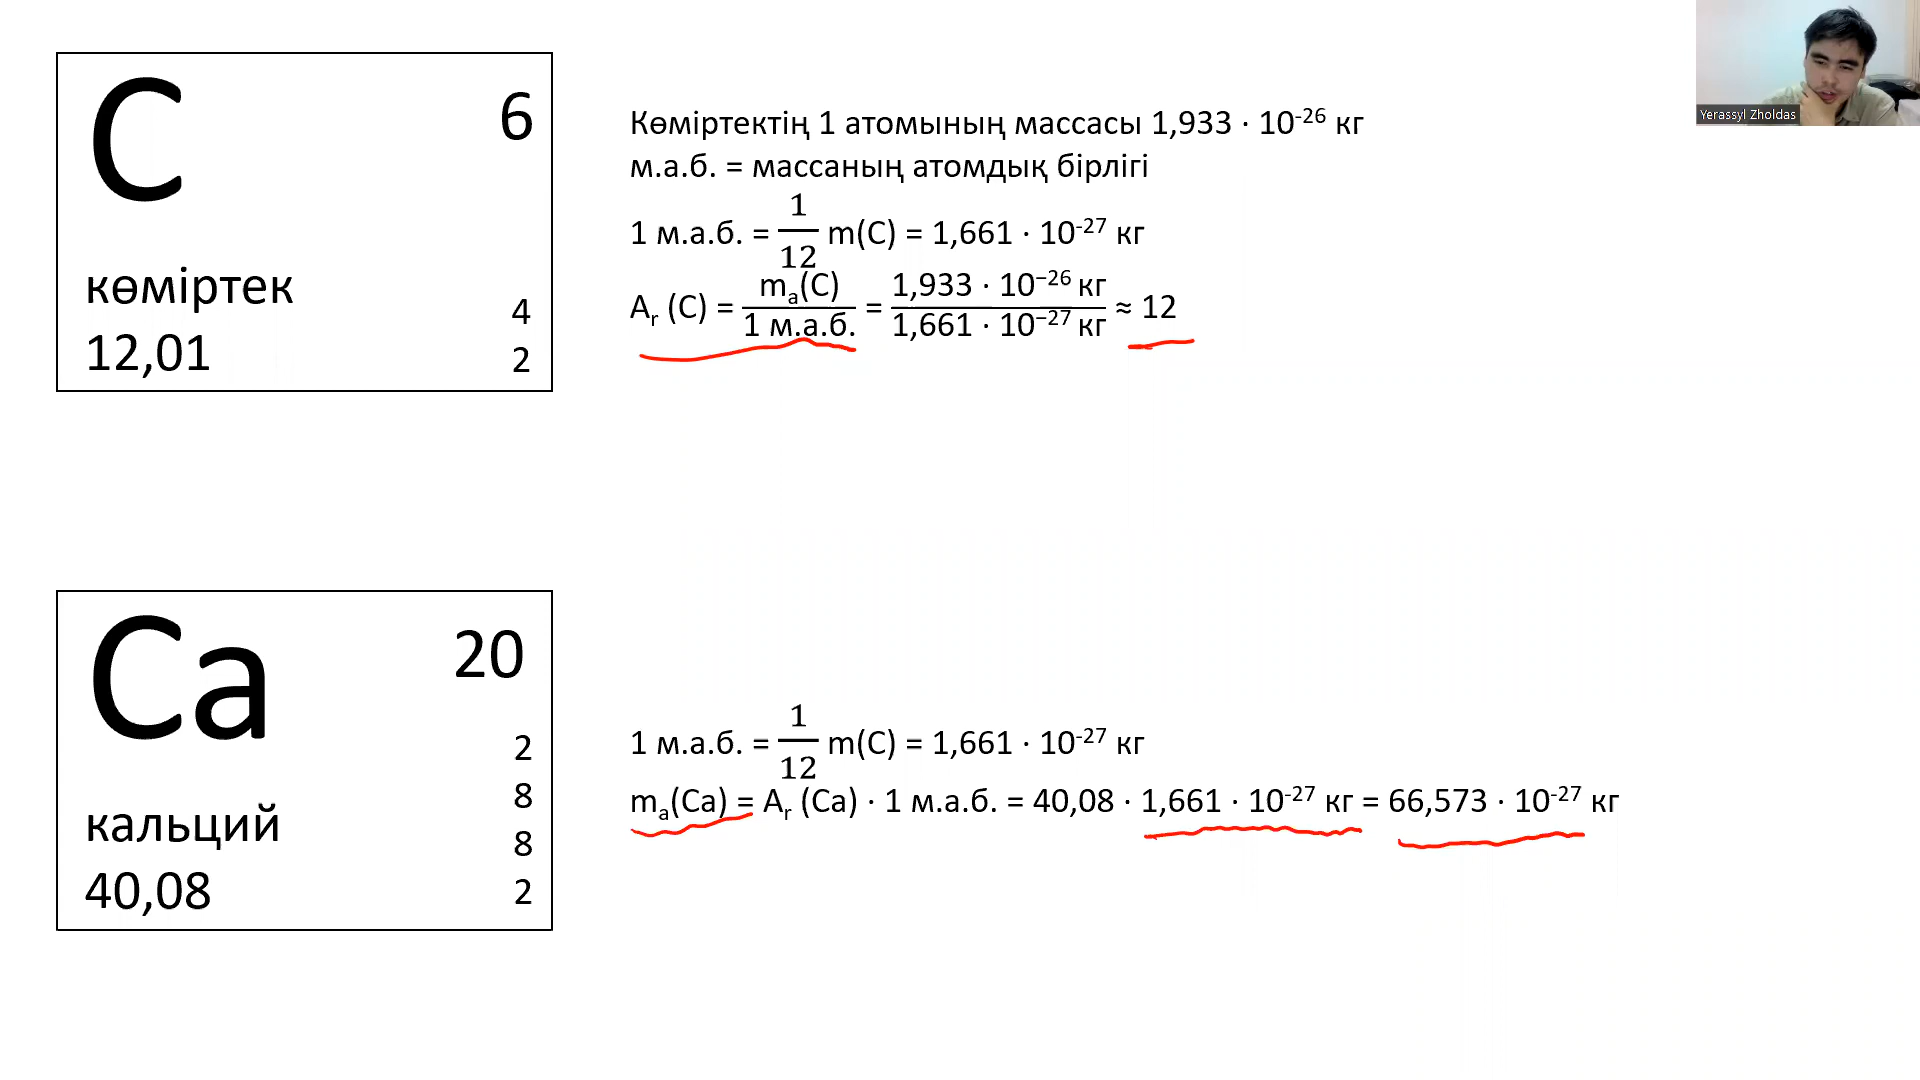 C
6
көміртек
12,01
4
2
Көміртектің 1 атомының массасы 1,933 · 10⁻²⁶ кг
м.а.б. = массаның атомдық бірлігі
1 м.а.б. = 1/12 m(C) = 1,661 · 10⁻²⁷ кг
Aᵣ (C) = mₐ(C)/1 м.а.б. = 1,933 · 10⁻²⁶ кг/1,661 · 10⁻²⁷ кг ≈ 12
Yerassyl Zholdas
Ca
20
кальций
40,08
2
8
8
2
1 м.а.б. = 1/12 m(C) = 1,661 · 10⁻²⁷ кг
mₐ(Ca) = Aᵣ (Ca) · 1 м.а.б. = 40,08 · 1,661 · 10⁻²⁷ кг = 66,573 · 10⁻²⁷ кг